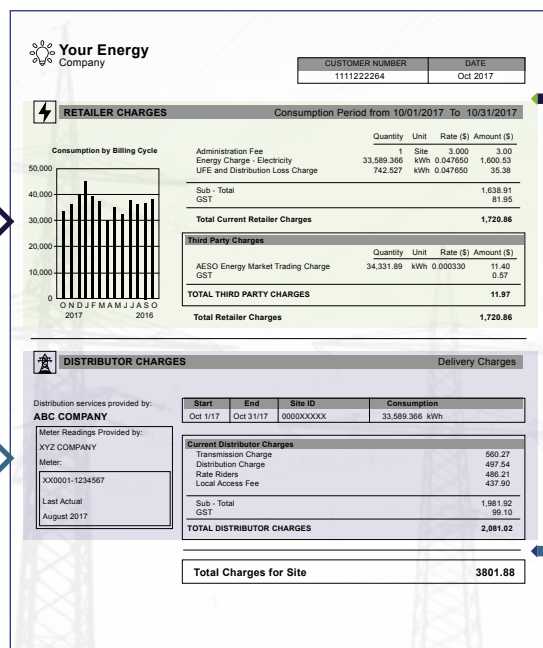 Your Energy
Company
CUSTOMER NUMBER DATE
1111222264 Oct 2017
RETAILER CHARGES Consumption Period from 10/01/2017 To 10/31/2017
Quantity Unit Rate ($) Amount ($)
Consumption by Billing Cycle
Administration Fee 1 Site 3.000 3.00
Energy Charge - Electricity 33,589.366 kWh 0.047650 1,600.53
UFE and Distribution Loss Charge 742.527 kWh 0.047650 35.38
50,000
40,000
30,000
20,000
10,000
0
O N D J F M A M J J A S O
2017 2016
Sub - Total 1,638.91
GST 81.95
Total Current Retailer Charges 1,720.86
Third Party Charges
Quantity Unit Rate ($) Amount ($)
AESO Energy Market Trading Charge 34,331.89 kWh 0.000330 11.40
GST 0.57
TOTAL THIRD PARTY CHARGES 11.97
Total Retailer Charges 1,720.86
DISTRIBUTOR CHARGES Delivery Charges
Distribution services provided by:
ABC COMPANY
Meter Readings Provided by:
XYZ COMPANY
Meter:
XX0001-1234567
Last Actual
August 2017
Start End Site ID Consumption
Oct 1/17 Oct 31/17 0000XXXXX 33,589.366 kWh
Current Distributor Charges
Transmission Charge 560.27
Distribution Charge 497.54
Rate Riders 486.21
Local Access Fee 437.90
Sub - Total 1,981.92
GST 99.10
TOTAL DISTRIBUTOR CHARGES 2,081.02
Total Charges for Site 3801.88